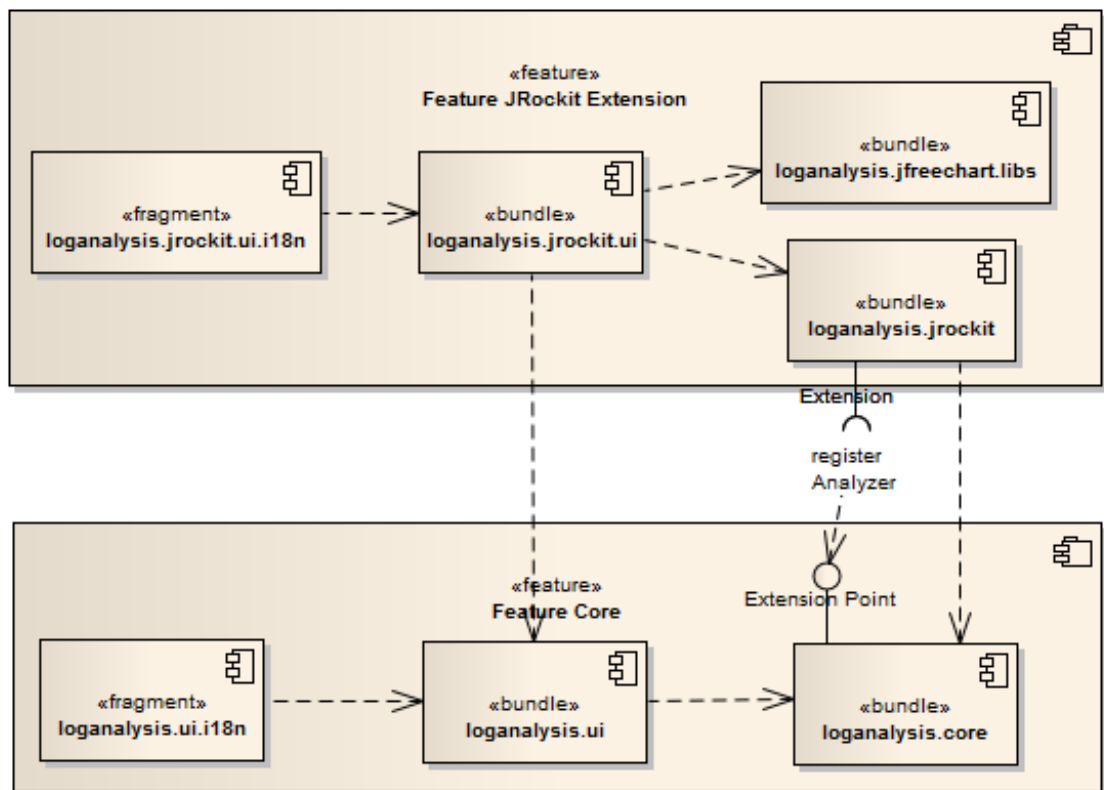 «feature»
Feature JRockit Extension
«bundle»
loganalysis.jfreechart.libs
«fragment»
loganalysis.jrockit.ui.i18n
«bundle»
loganalysis.jrockit.ui
«bundle»
loganalysis.jrockit
Extension
register
Analyzer
«feature»
Feature Core
Extension Point
«fragment»
loganalysis.ui.i18n
«bundle»
loganalysis.ui
«bundle»
loganalysis.core